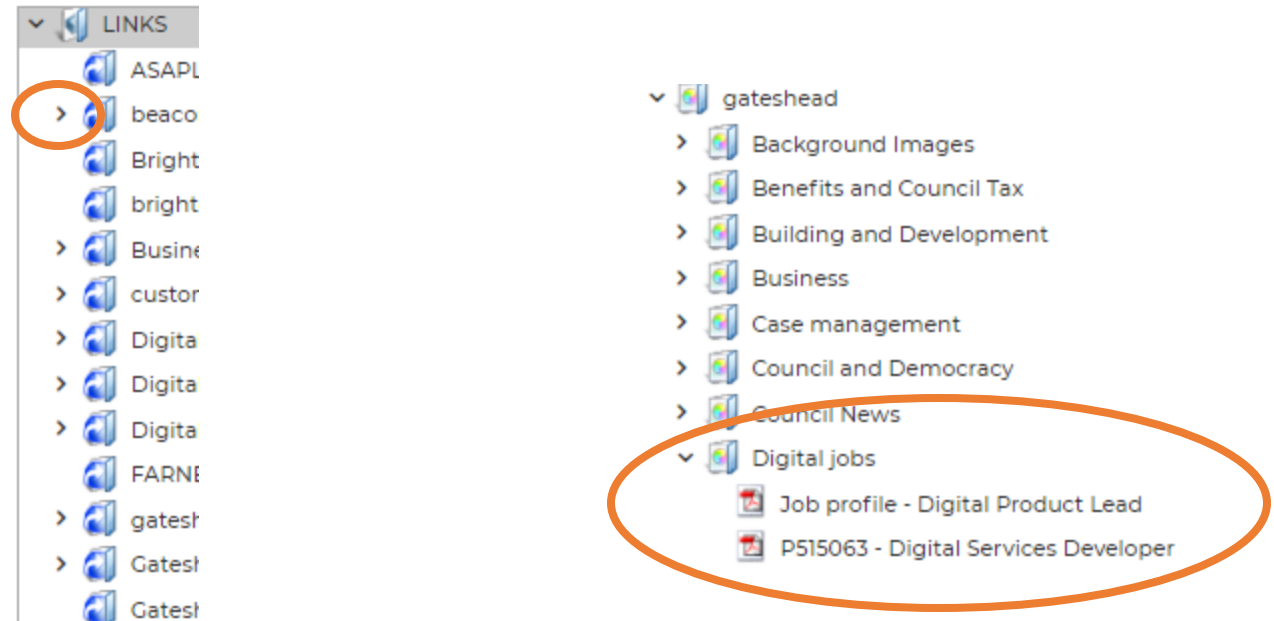 LINKS
ASAPL
beaco
Bright
bright
Busine
custor
Digita
Digita
Digita
FARNE
gatesh
Gatesh
Gatesh
gateshead
Background Images
Benefits and Council Tax
Building and Development
Business
Case management
Council and Democracy
Council News
Digital jobs
Job profile - Digital Product Lead
P515063 - Digital Services Developer